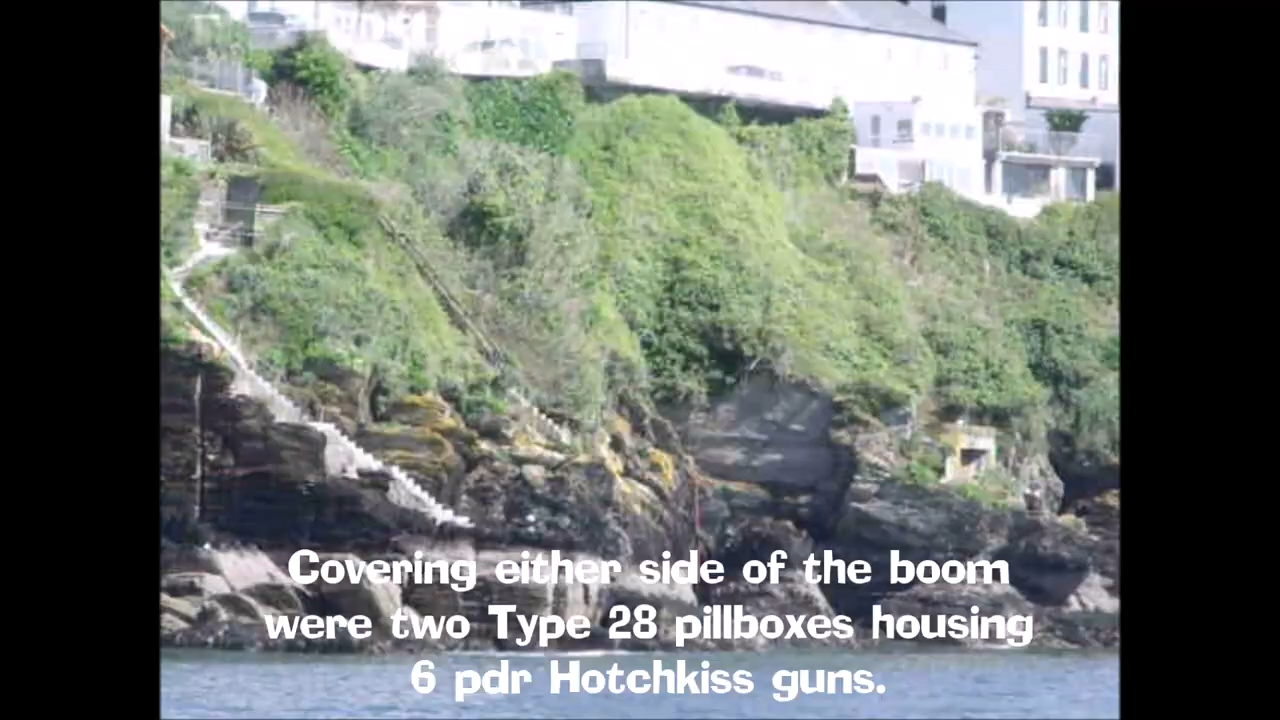 Covering either side of the boom
were two Type 28 pillboxes housing
6 pdr Hotchkiss guns.